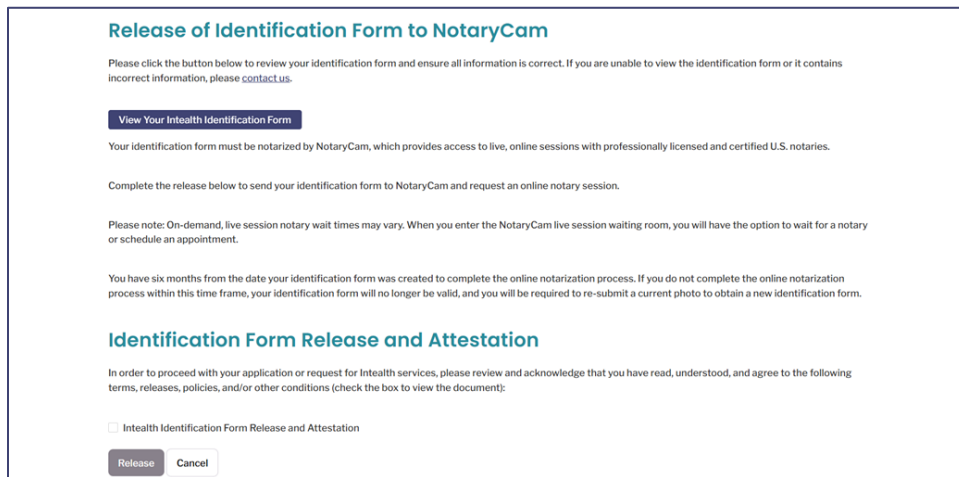 Release of Identification Form to NotaryCam
Please click the button below to review your identification form and ensure all information is correct. If you are unable to view the identification form or it contains
incorrect information, please contact us.
View Your Intealth Identification Form
Your identification form must be notarized by NotaryCam, which provides access to live, online sessions with professionally licensed and certified U.S. notaries.
Complete the release below to send your identification form to NotaryCam and request an online notary session.
Please note: On-demand, live session notary wait times may vary. When you enter the NotaryCam live session waiting room, you will have the option to wait for a notary
or schedule an appointment.
You have six months from the date your identification form was created to complete the online notarization process. If you do not complete the online notarization
process within this time frame, your identification form will no longer be valid, and you will be required to re-submit a current photo to obtain a new identification form.
Identification Form Release and Attestation
In order to proceed with your application or request for Intealth services, please review and acknowledge that you have read, understood, and agree to the following
terms, releases, policies, and/or other conditions (check the box to view the document):
Intealth Identification Form Release and Attestation
Release Cancel